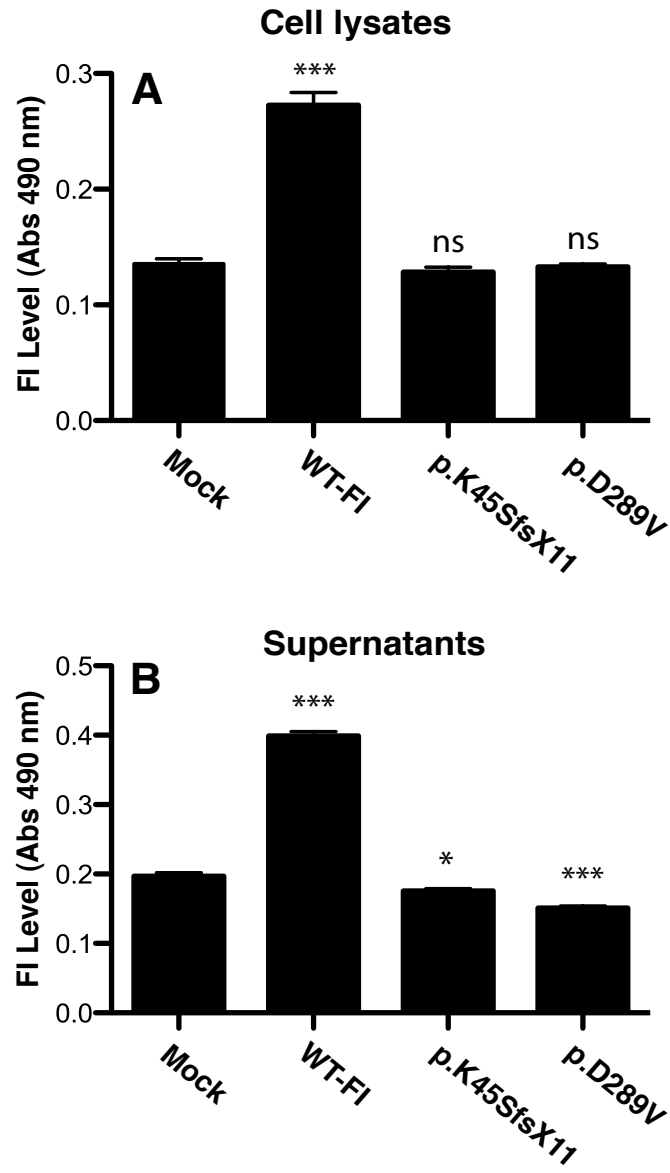 Cell lysates
A
FI Level (Abs 490 nm)
0.3
0.2
0.1
0.0
***
ns
ns
Mock
WT-FI
p.K45SfsX11
p.D289V
Supernatants
B
FI Level (Abs 490 nm)
0.5
0.4
0.3
0.2
0.1
0.0
***
*
***
Mock
WT-FI
p.K45SfsX11
p.D289V